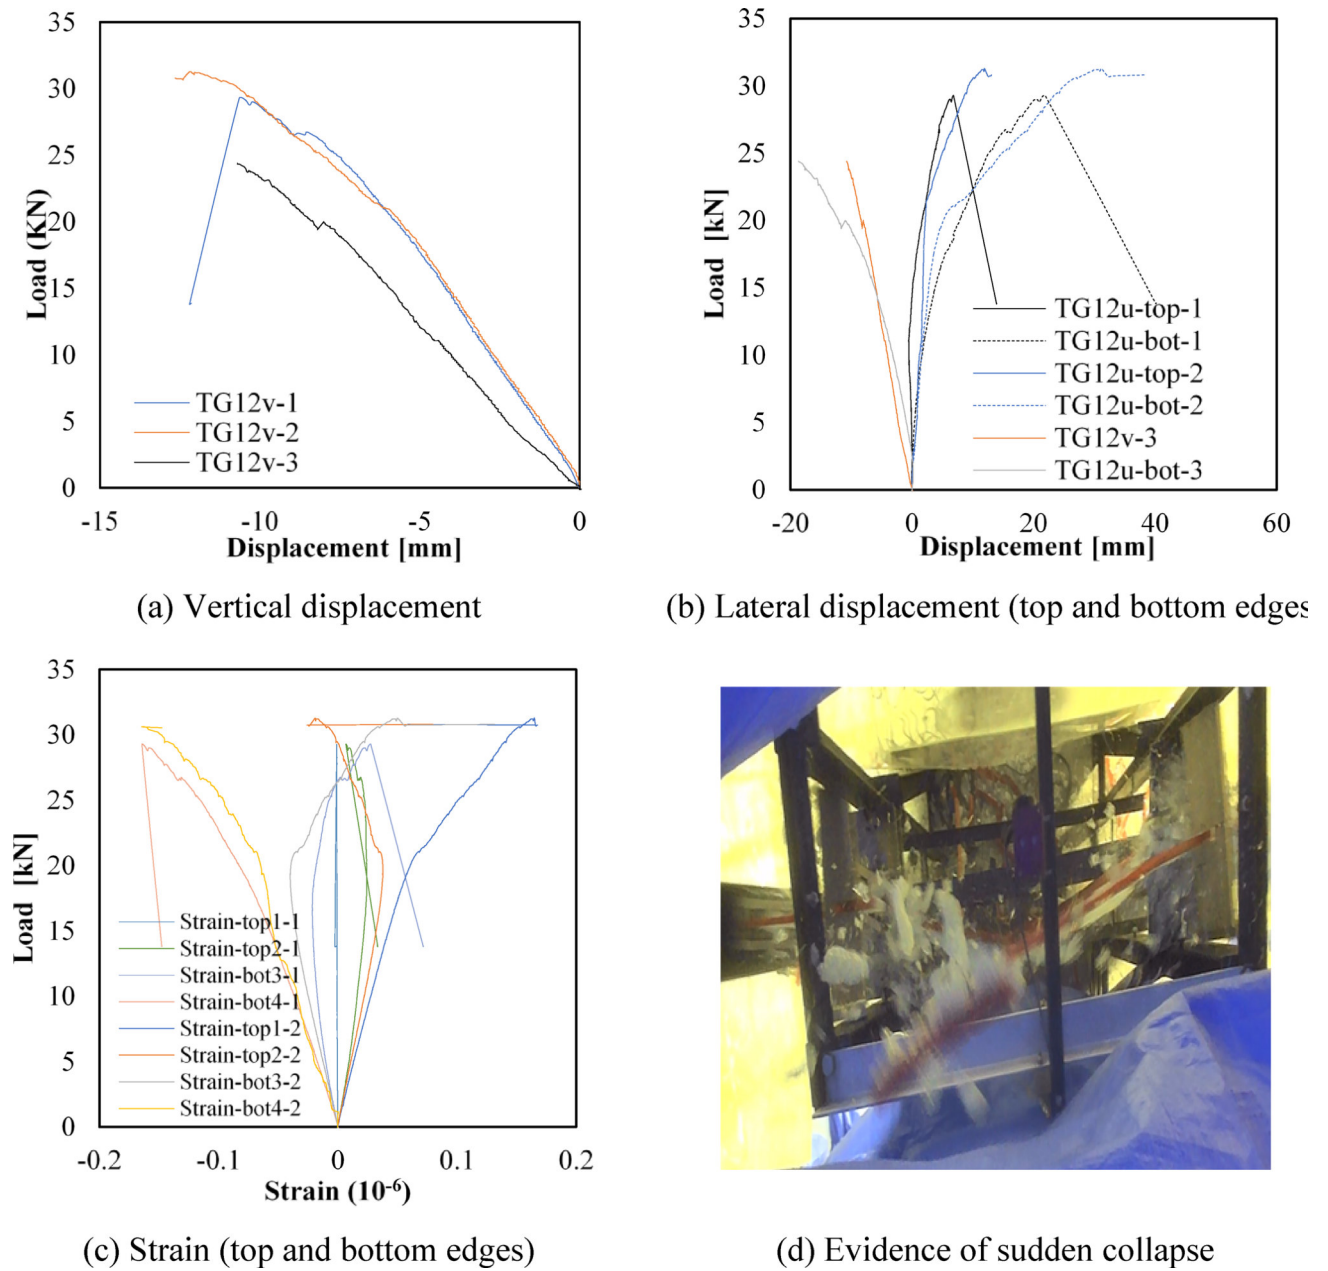 35
30
25
20
15
10
5
0
Load (KN)
TG12v-1
TG12v-2
TG12v-3
-15
-10
-5
0
Displacement [mm]
(a) Vertical displacement
35
30
25
20
15
10
5
0
Load [kN]
TG12u-top-1
TG12u-bot-1
TG12u-top-2
TG12u-bot-2
TG12v-3
TG12u-bot-3
-20
0
20
40
60
Displacement [mm]
(b) Lateral displacement (top and bottom edges
35
30
25
20
15
10
5
0
Load [kN]
Strain-top1-1
Strain-top2-1
Strain-bot3-1
Strain-bot4-1
Strain-top1-2
Strain-top2-2
Strain-bot3-2
Strain-bot4-2
-0.2
-0.1
0
0.1
0.2
Strain (10⁻⁶)
(c) Strain (top and bottom edges)
(d) Evidence of sudden collapse